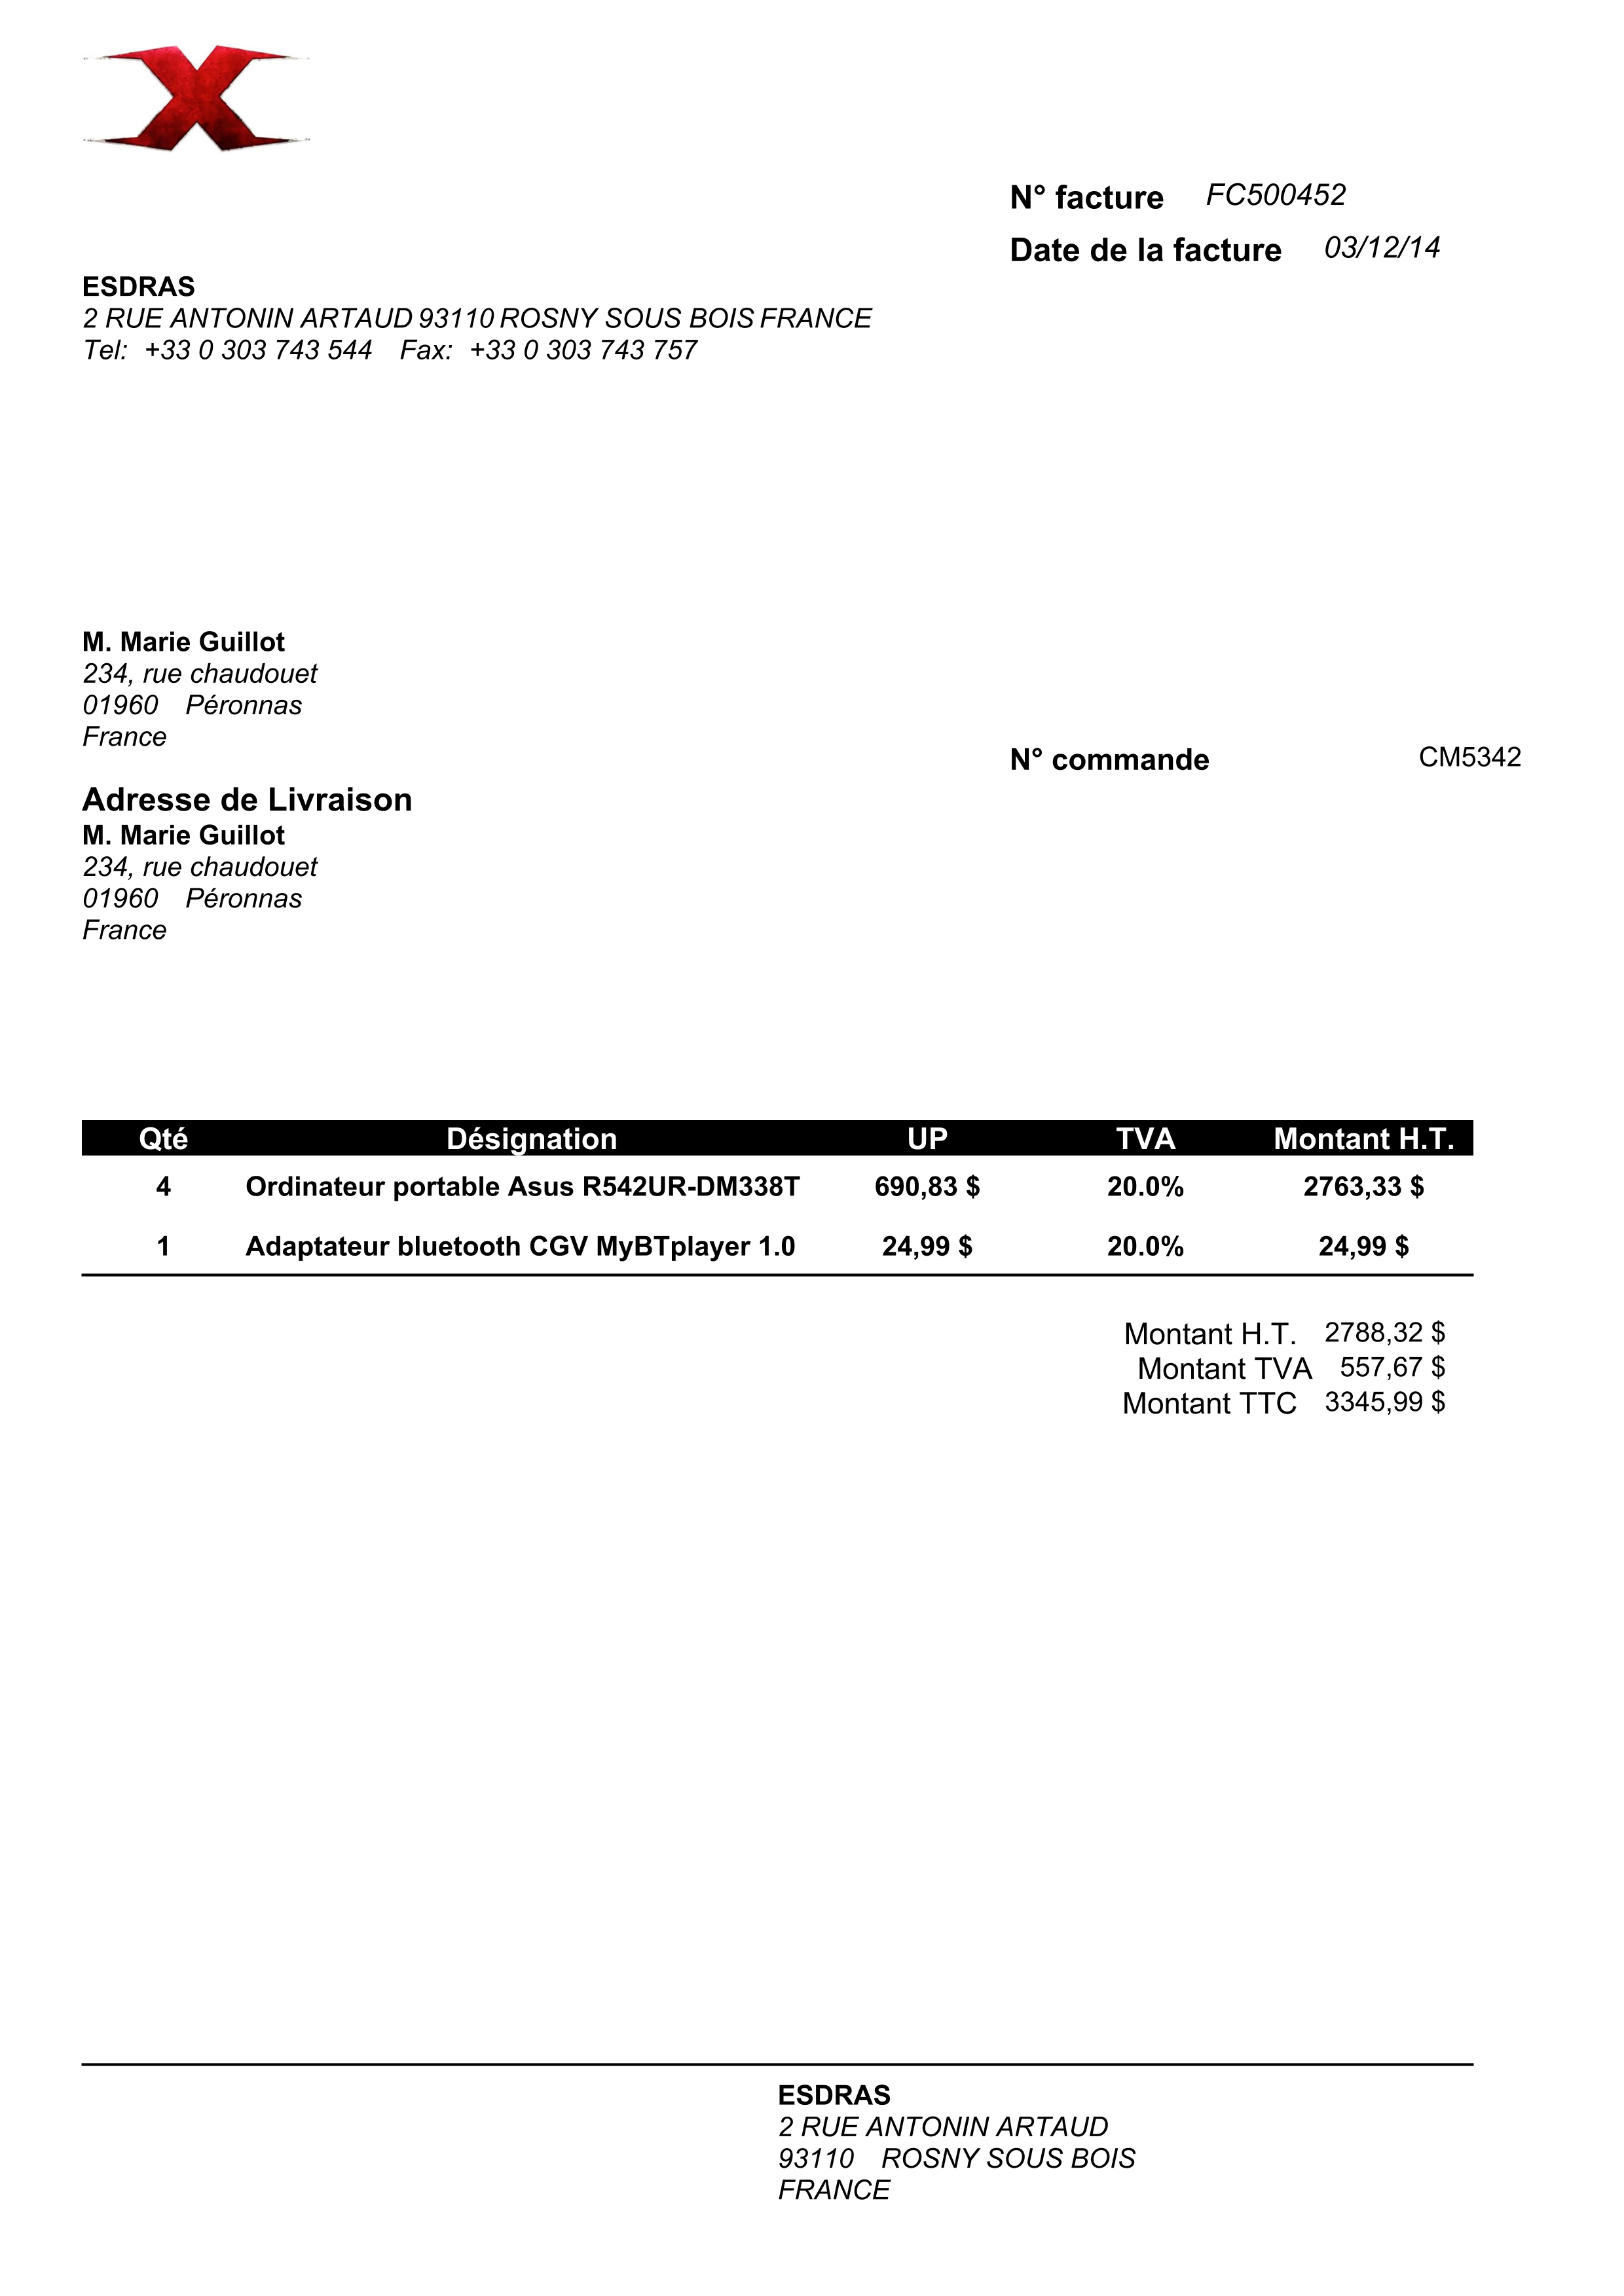 X
N° facture FC500452
Date de la facture 03/12/14
ESDRAS
2 RUE ANTONIN ARTAUD 93110 ROSNY SOUS BOIS FRANCE
Tel: +33 0 303 743 544 Fax: +33 0 303 743 757
M. Marie Guillot
234, rue chaudouet
01960 Péronnas
France
N° commande CM5342
Adresse de Livraison
M. Marie Guillot
234, rue chaudouet
01960 Péronnas
France
Qté Désignation UP TVA Montant H.T.
4 Ordinateur portable Asus R542UR-DM338T 690,83 $ 20.0% 2763,33 $
1 Adaptateur bluetooth CGV MyBTplayer 1.0 24,99 $ 20.0% 24,99 $
Montant H.T. 2788,32 $
Montant TVA 557,67 $
Montant TTC 3345,99 $
ESDRAS
2 RUE ANTONIN ARTAUD
93110 ROSNY SOUS BOIS
FRANCE